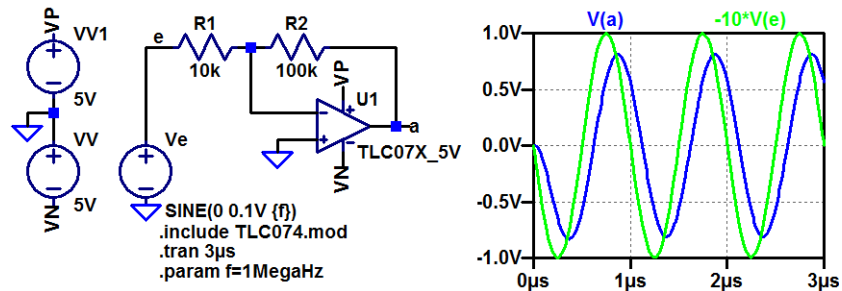 VP
VV1
5V
VV
5V
VN
e
R1
10k
R2
100k
VP
U1
a
TLC07X_5V
VN
Ve
SINE(0 0.1V {f})
.include TLC074.mod
.tran 3µs
.param f=1MegaHz
V(a) -10*V(e)
1.0V
0.5V
0.0V
-0.5V
-1.0V
0µs 1µs 2µs 3µs